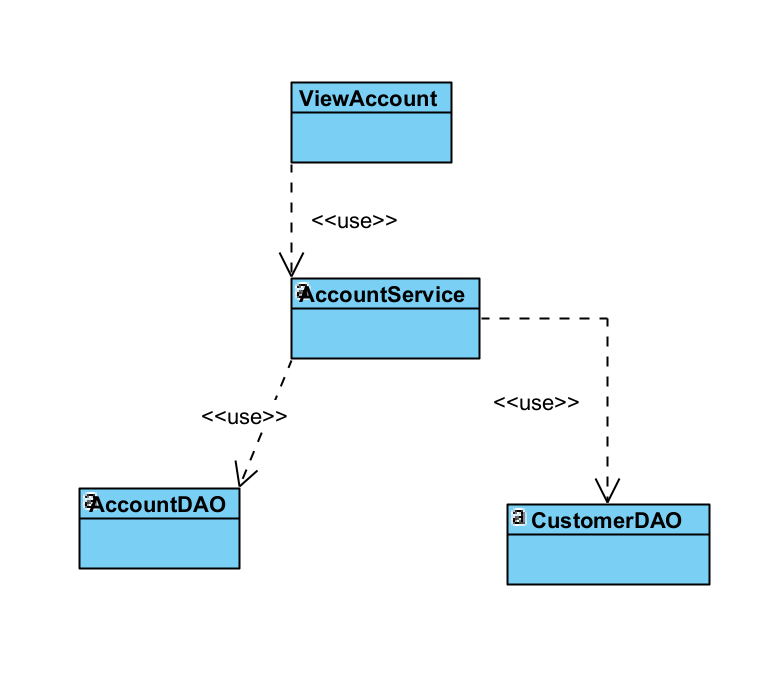 ViewAccount
<<use>>
a
AccountService
<<use>>
<<use>>
a
AccountDAO
a CustomerDAO